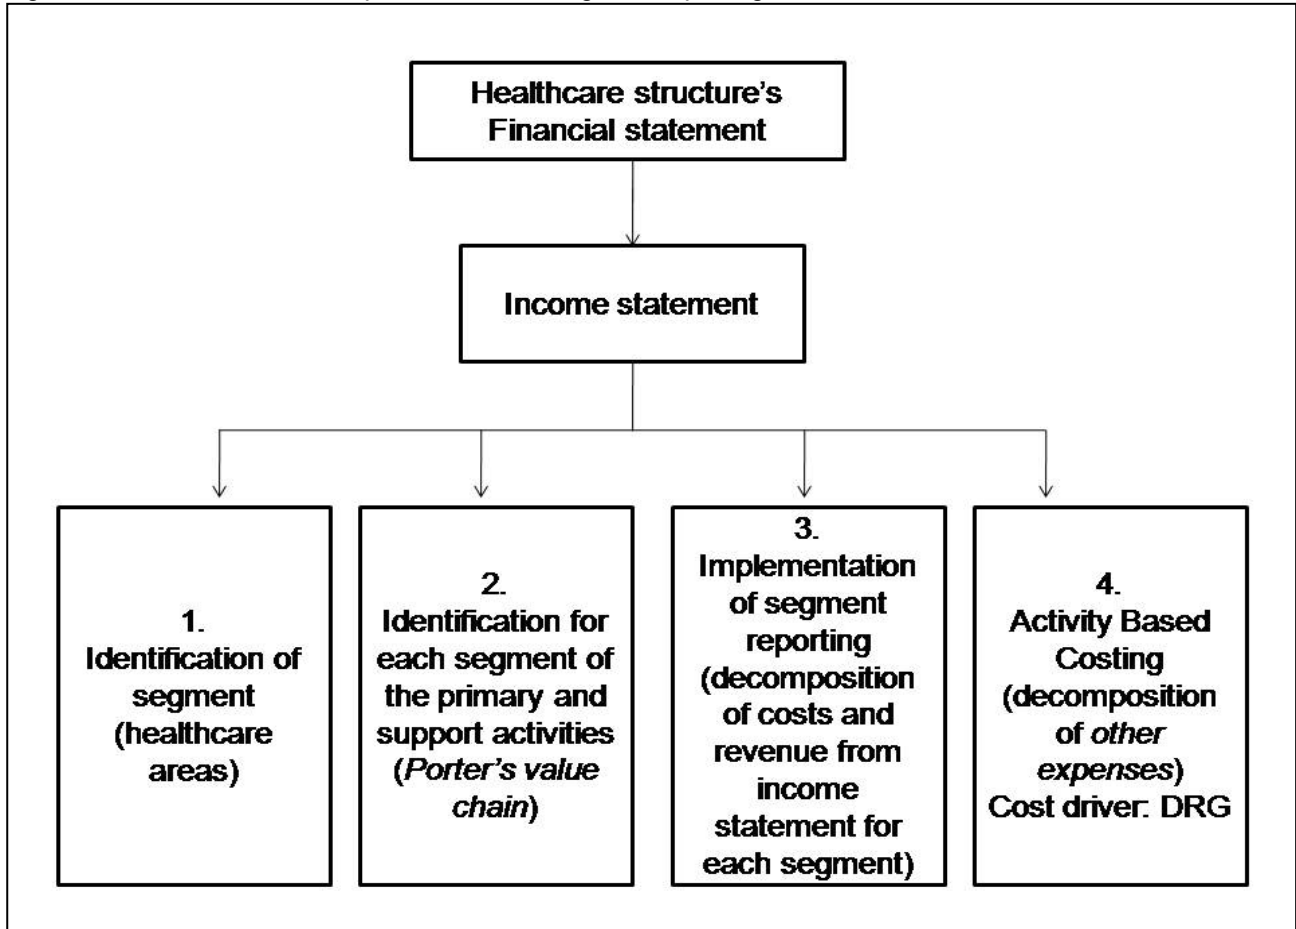 Healthcare structure's
Financial statement
Income statement
1.
Identification of
segment
(healthcare
areas)
2.
Identification for
each segment of
the primary and
support activities
(Porter's value
chain)
3.
Implementation
of segment
reporting
(decomposition
of costs and
revenue from
income
statement for
each segment)
4.
Activity Based
Costing
(decomposition
of other
expenses)
Cost driver: DRG